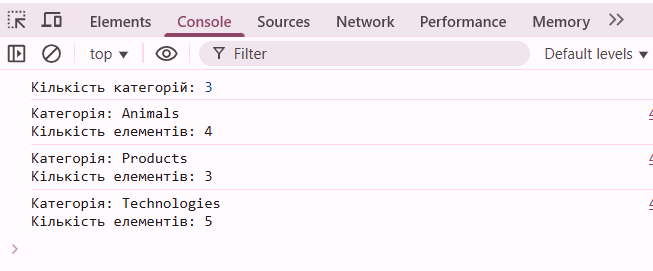 Elements Console Sources Network Performance Memory
top Filter Default levels
Кількість категорій: 3
Категорія: Animals
Кількість елементів: 4
Категорія: Products
Кількість елементів: 3
Категорія: Technologies
Кількість елементів: 5